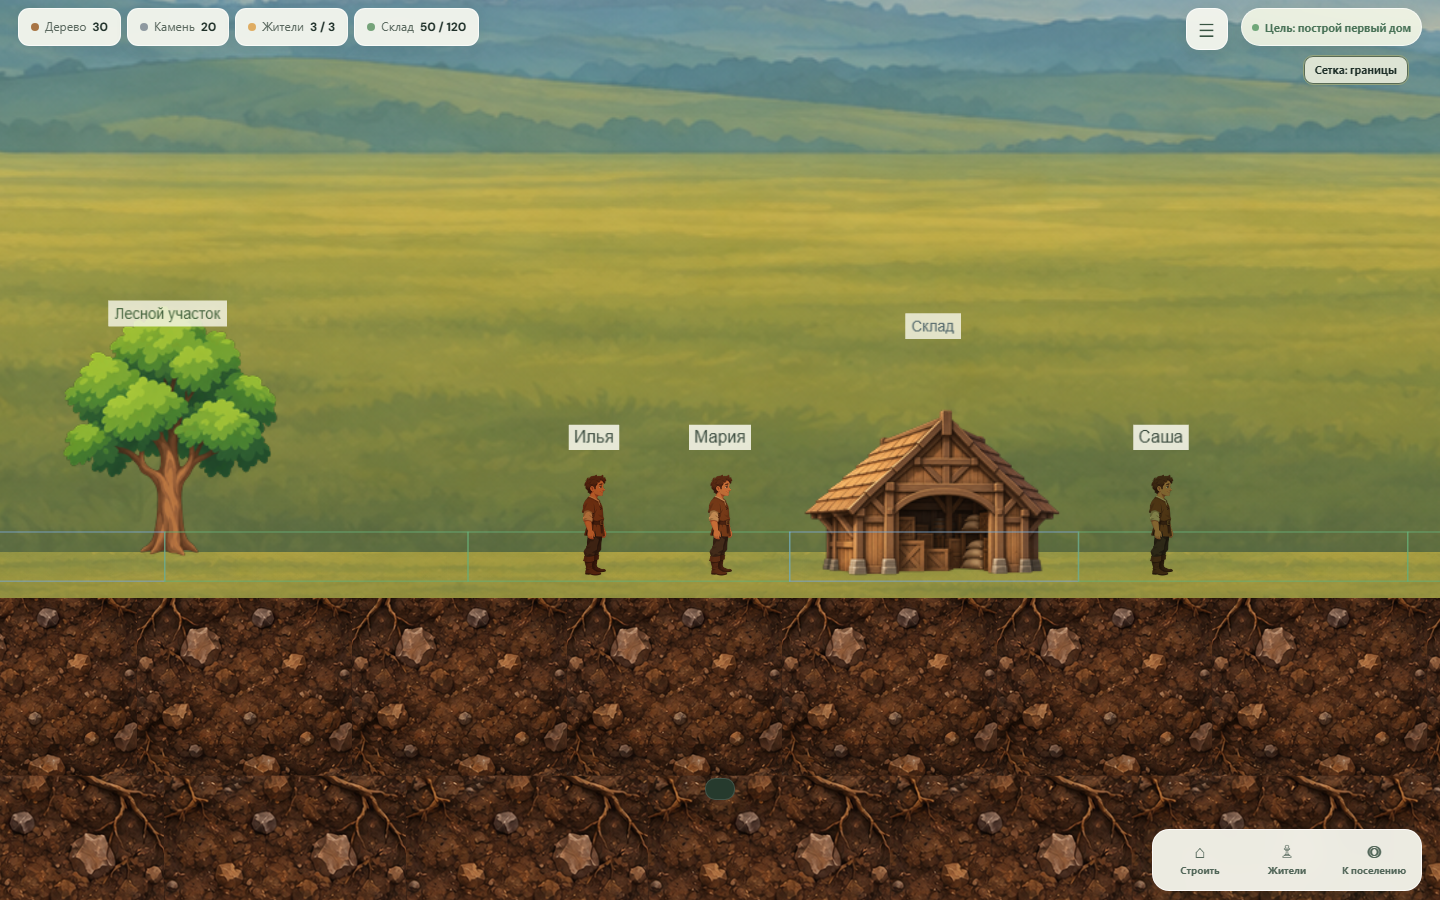 Дерево 30
Камень 20
Жители 3 / 3
Склад 50 / 120
Цель: построй первый дом
Сетка: границы
Лесной участок
Склад
Илья
Мария
Саша
Строить
Жители
К поселению